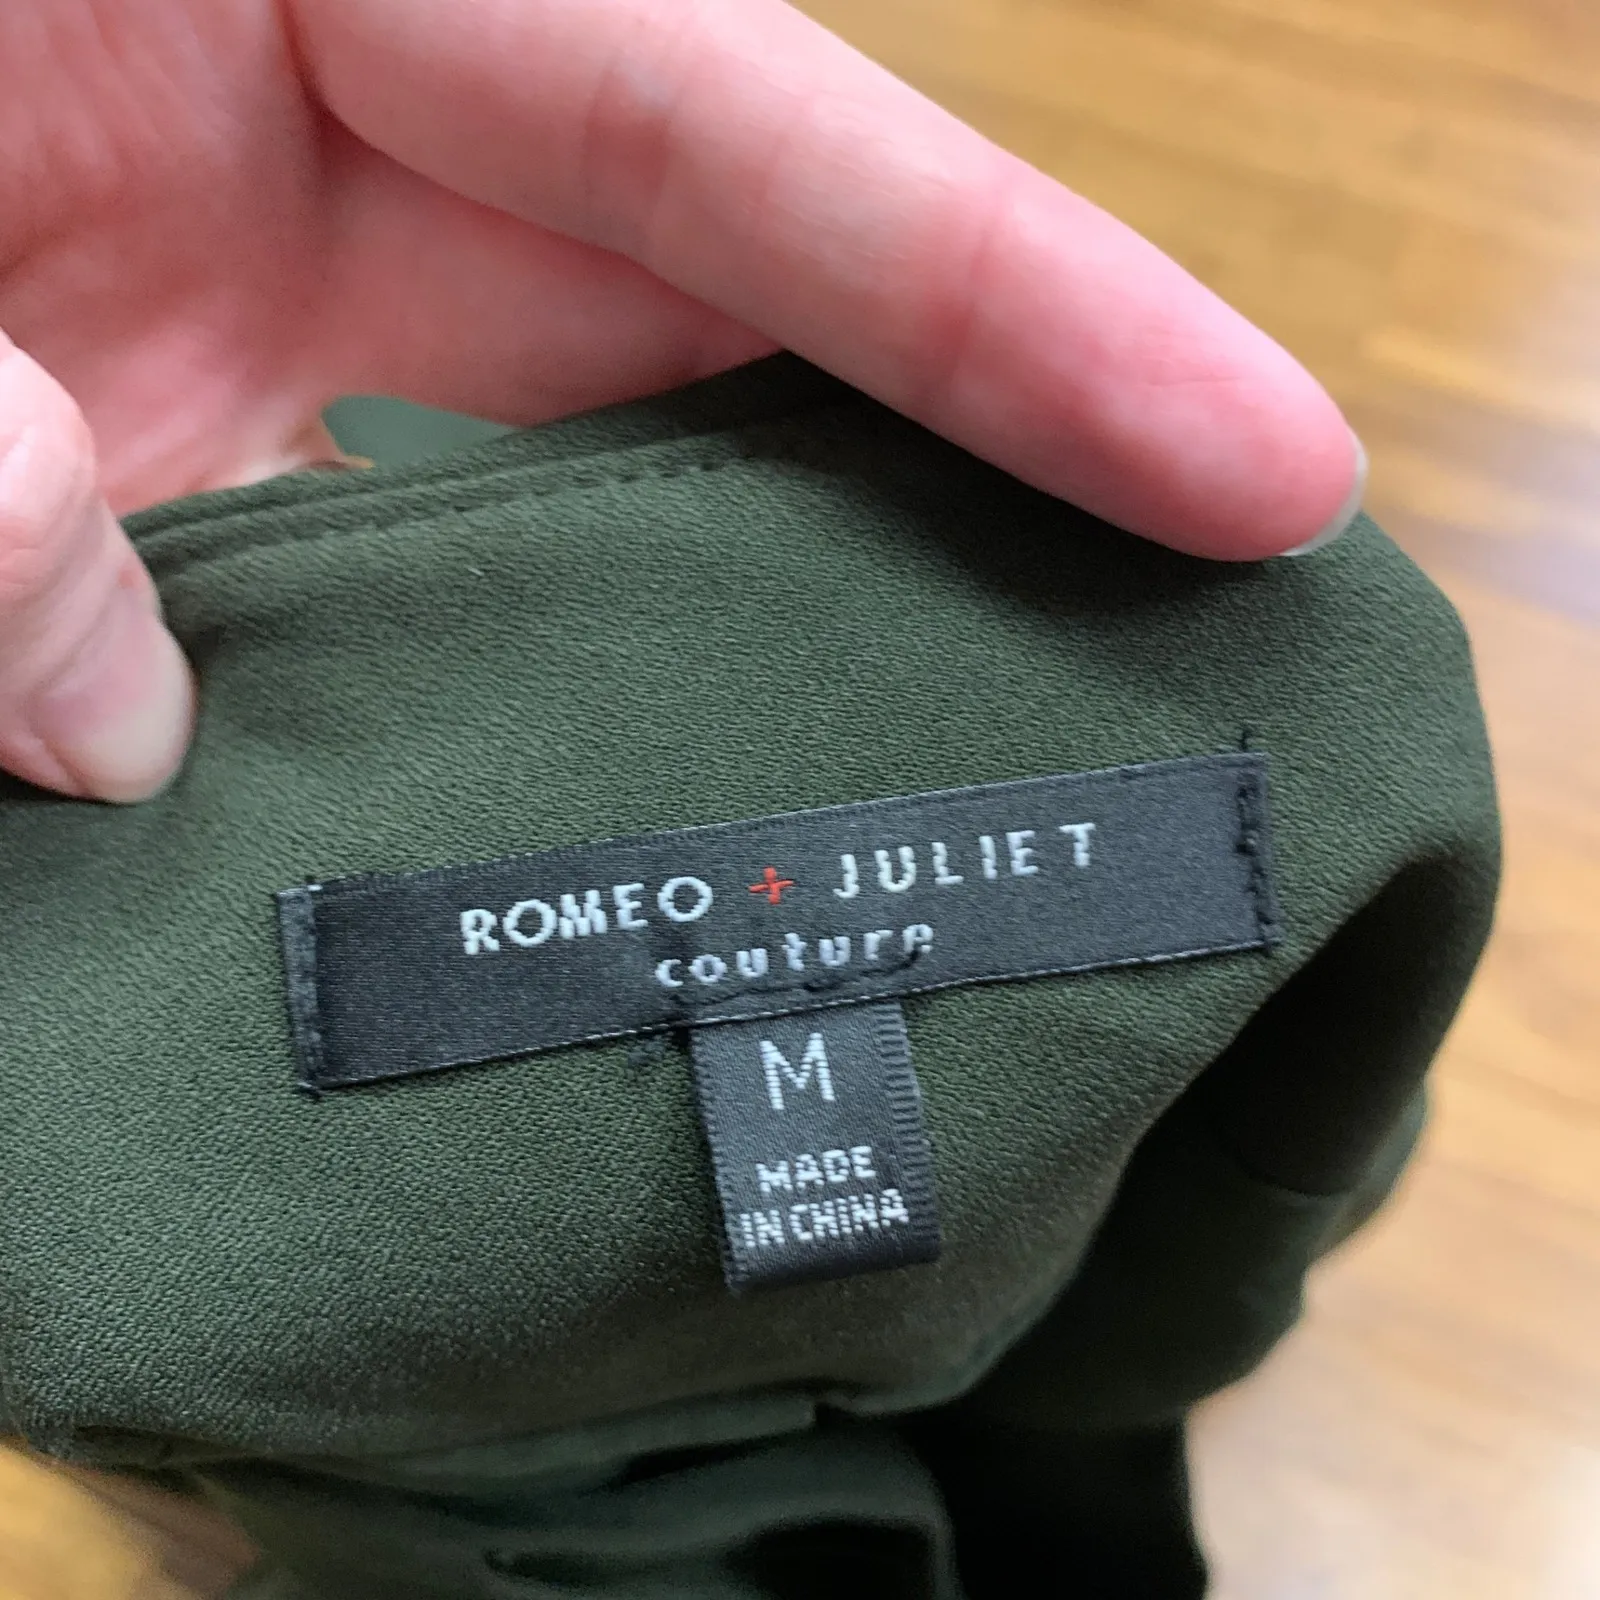 ROMEO + JULIET
couture
M
MADE
IN CHINA